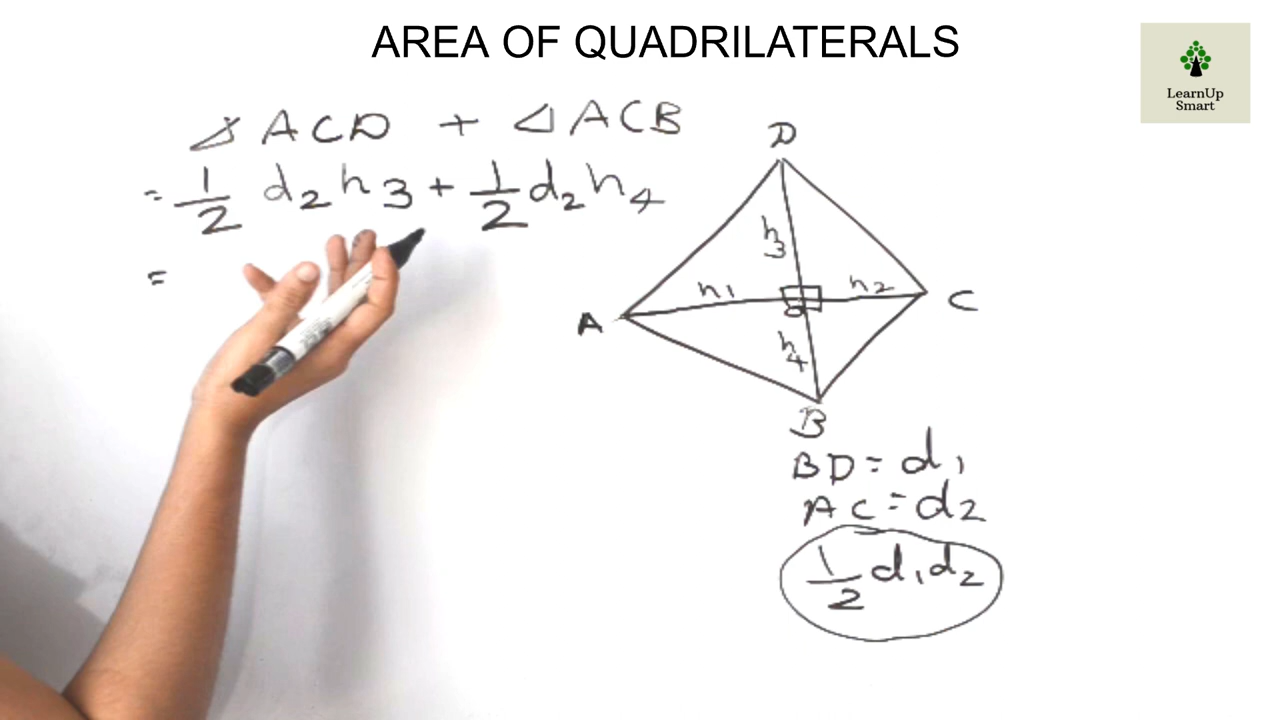 AREA OF QUADRILATERALS
LearnUp
Smart
△ ACD + △ ACB
= 1/2 d₂ h₃ + 1/2 d₂ h₄
=
D
h₃
h₁
h₂
A
O
C
h₄
B
BD = d₁
AC = d₂
1/2 d₁d₂